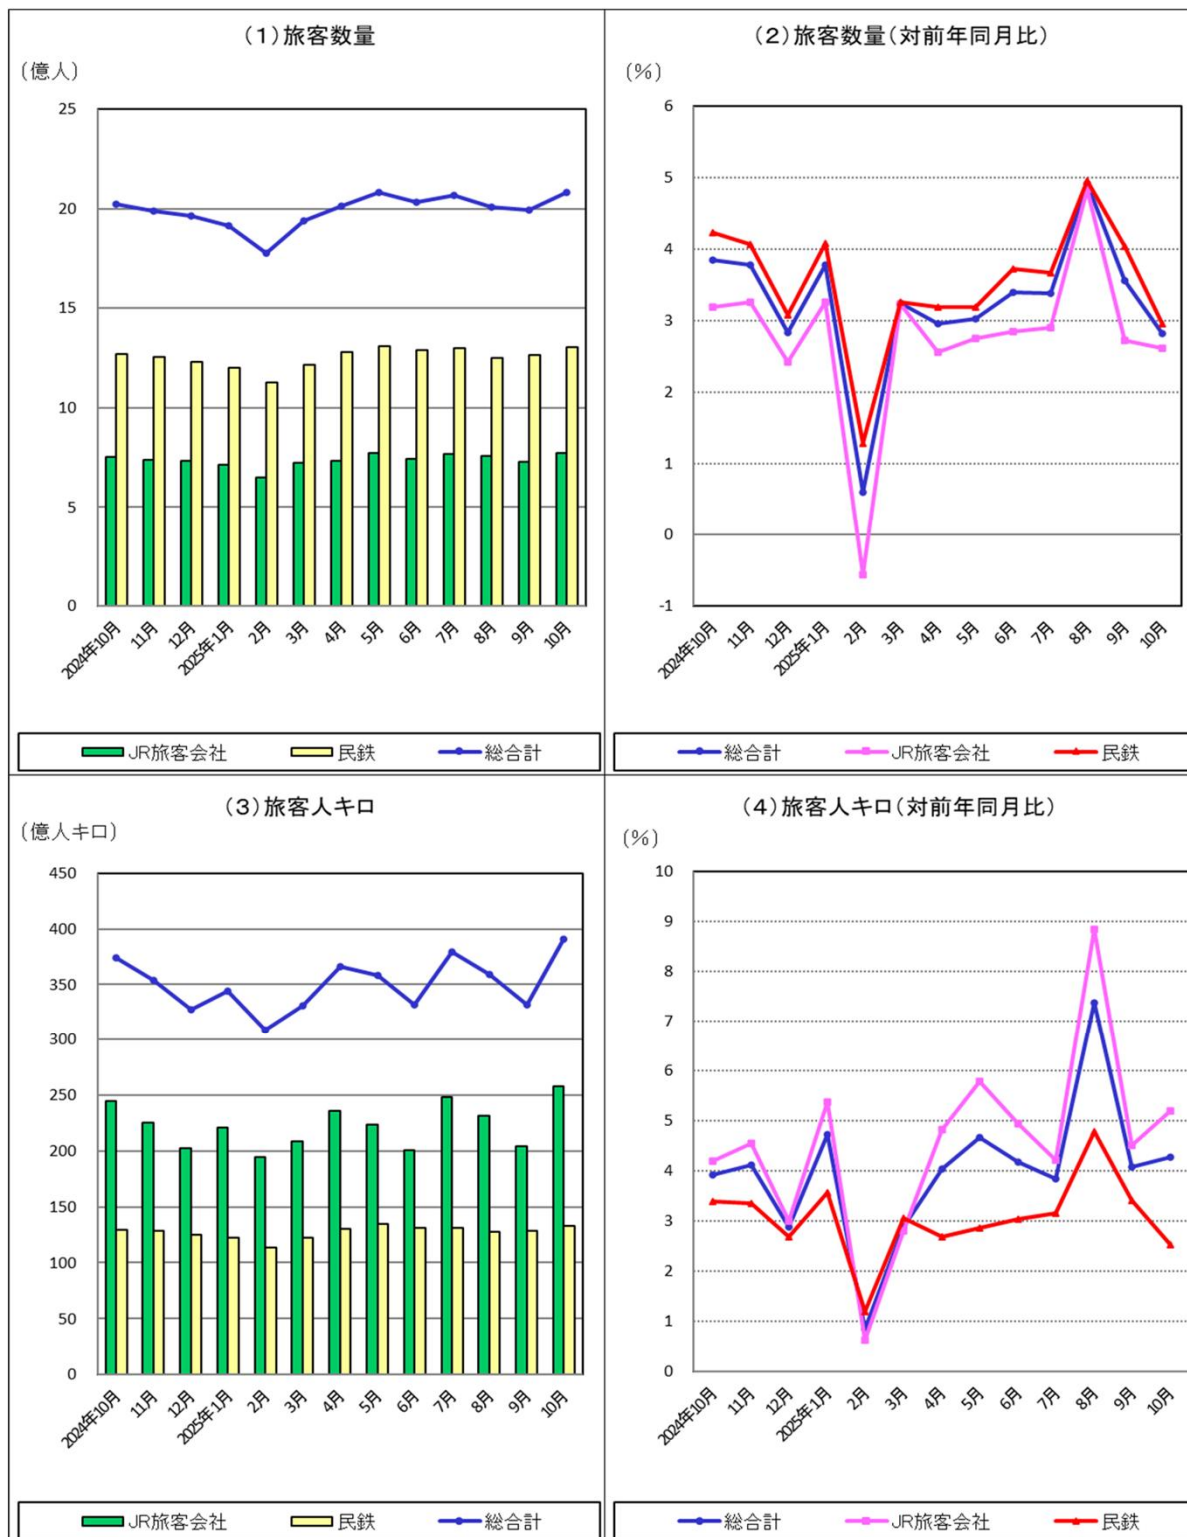 （1）旅客数量
〔億人〕
25
20
15
10
5
0
2024年10月 11月 12月 2025年1月 2月 3月 4月 5月 6月 7月 8月 9月 10月
JR旅客会社 民鉄 総合計
（2）旅客数量（対前年同月比）
〔％〕
6
5
4
3
2
1
0
-1
2024年10月 11月 12月 2025年1月 2月 3月 4月 5月 6月 7月 8月 9月 10月
総合計 JR旅客会社 民鉄
（3）旅客人キロ
〔億人キロ〕
450
400
350
300
250
200
150
100
50
0
2024年10月 11月 12月 2025年1月 2月 3月 4月 5月 6月 7月 8月 9月 10月
JR旅客会社 民鉄 総合計
（4）旅客人キロ（対前年同月比）
〔％〕
10
9
8
7
6
5
4
3
2
1
0
2024年10月 11月 12月 2025年1月 2月 3月 4月 5月 6月 7月 8月 9月 10月
総合計 JR旅客会社 民鉄